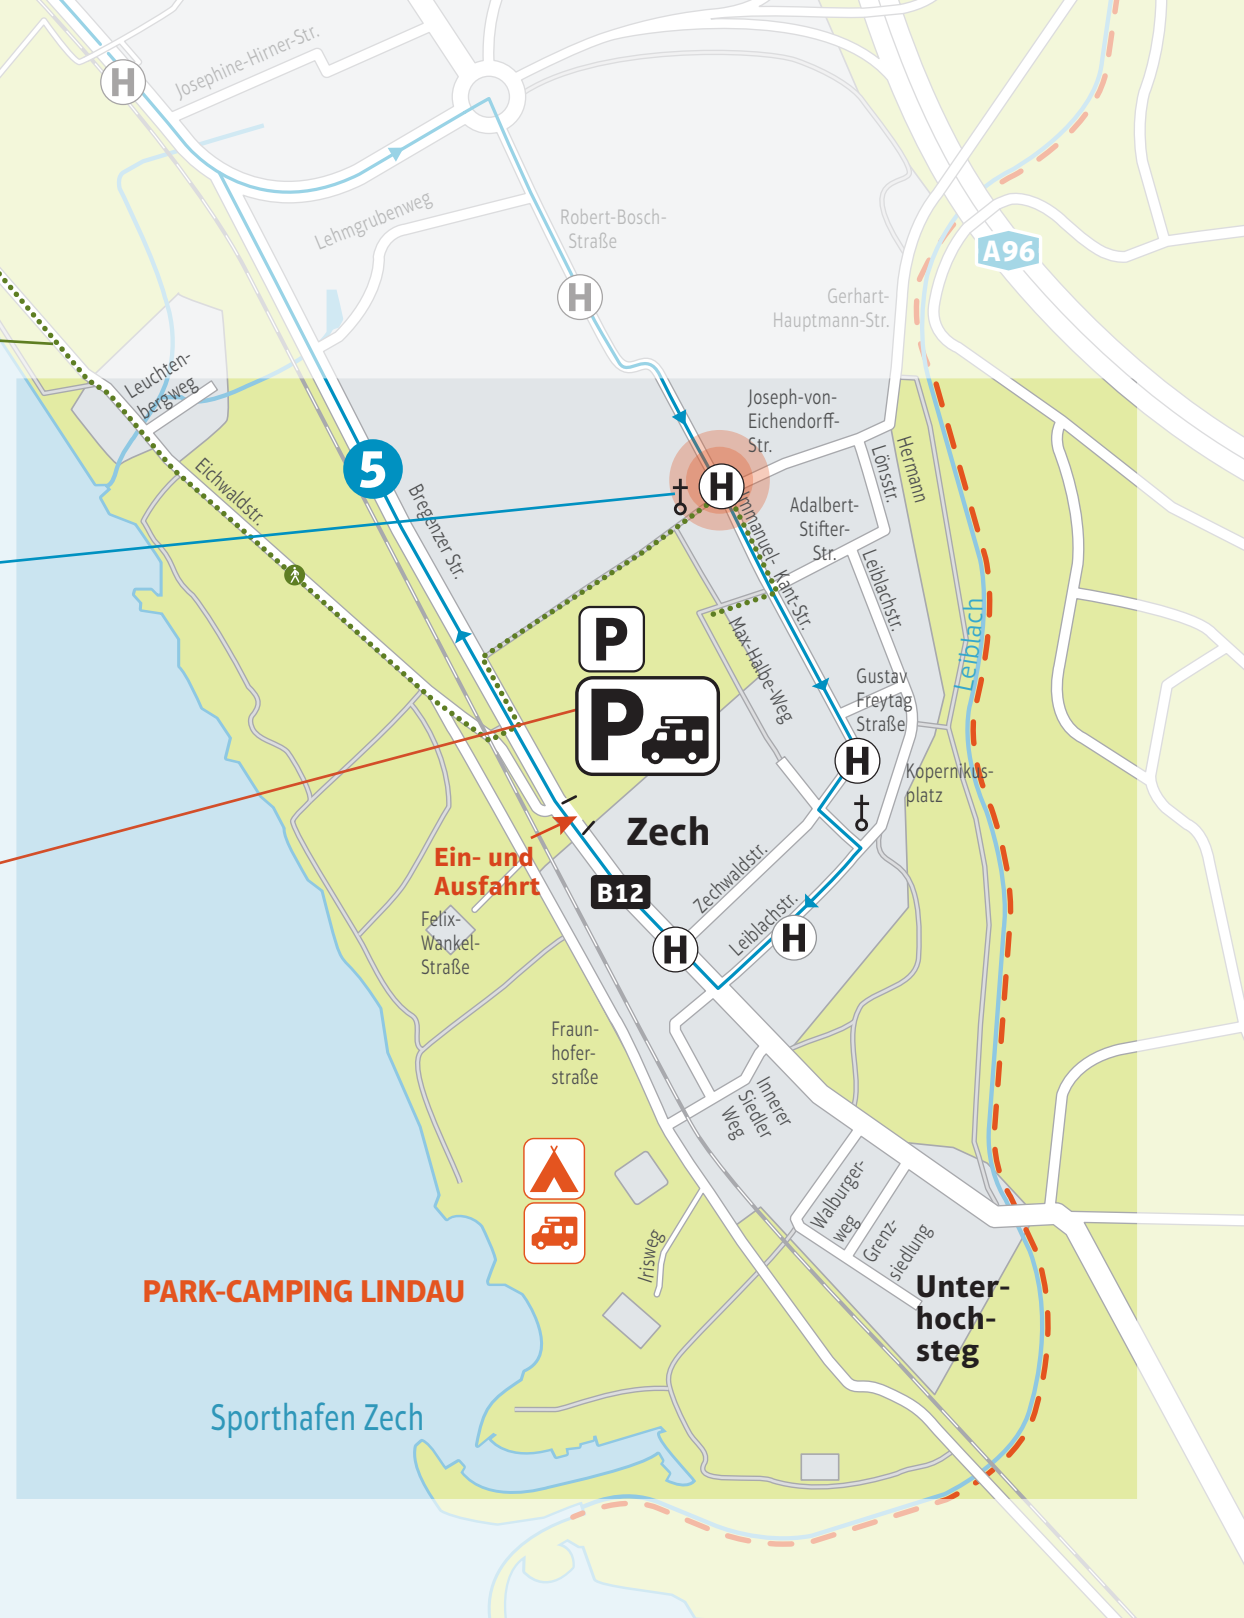 Josephine-Hirner-Str.
H
Lehmgrubenweg
Robert-Bosch-
Straße
A96
H
Gerhart-
Hauptmann-Str.
Leuchten-
bergweg
Joseph-von-
Eichendorff-
Str.
Hermann
Lönsstr.
5
Eichwaldstr.
Bregenzer Str.
H
Immanuel- Kant-Str.
Adalbert-
Stifter-
Str.
Leiblachstr.
Leiblach
P
P
Max-Halbe-Weg
Gustav
Freytag
Straße
H
Kopernikus-
platz
Zech
Ein- und
Ausfahrt
B12
Zechwaldstr.
Leiblachstr.
H
H
Felix-
Wankel-
Straße
Fraun-
hofer-
straße
Innerer
Siedler
Weg
Walburger-
weg
Grenz-
siedlung
Irisweg
PARK-CAMPING LINDAU
Unter-
hoch-
steg
Sporthafen Zech